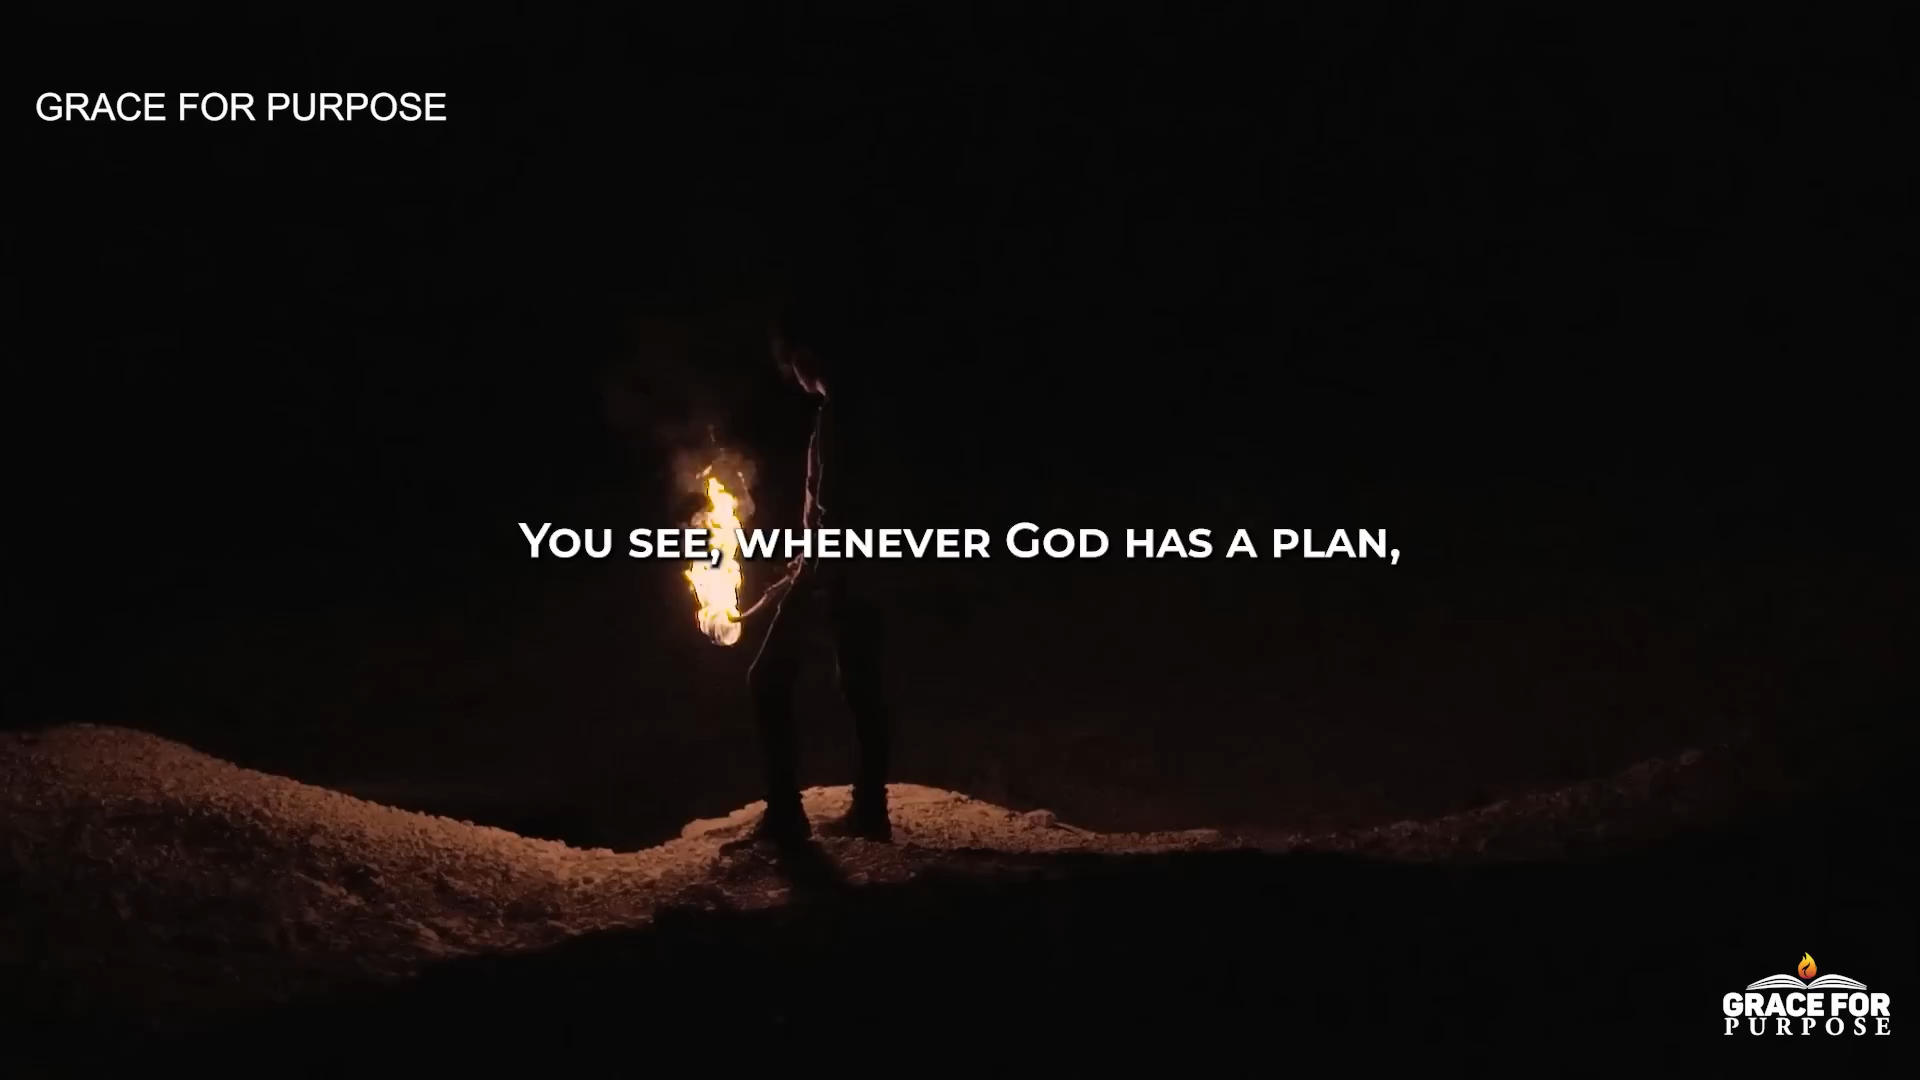 GRACE FOR PURPOSE
You see, whenever God has a plan,
GRACE FOR
PURPOSE